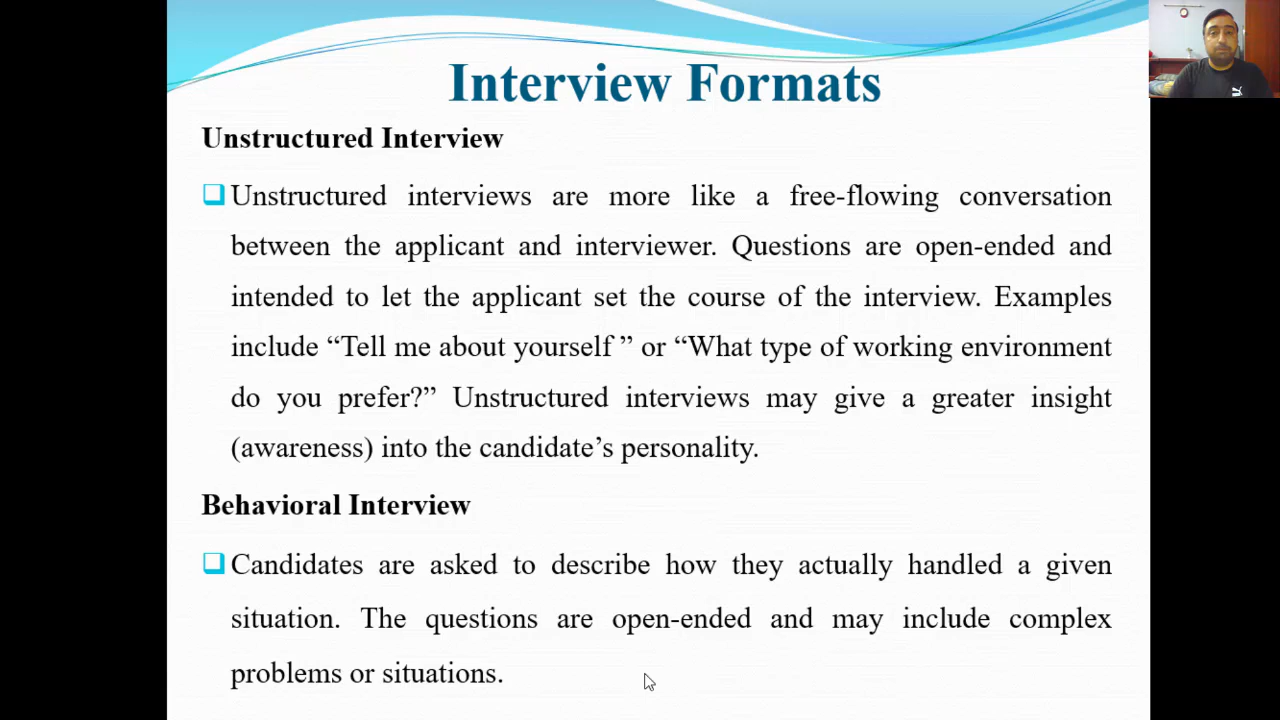 Interview Formats
Unstructured Interview
Unstructured interviews are more like a free-flowing conversation
between the applicant and interviewer. Questions are open-ended and
intended to let the applicant set the course of the interview. Examples
include “Tell me about yourself ” or “What type of working environment
do you prefer?” Unstructured interviews may give a greater insight
(awareness) into the candidate’s personality.
Behavioral Interview
Candidates are asked to describe how they actually handled a given
situation. The questions are open-ended and may include complex
problems or situations.